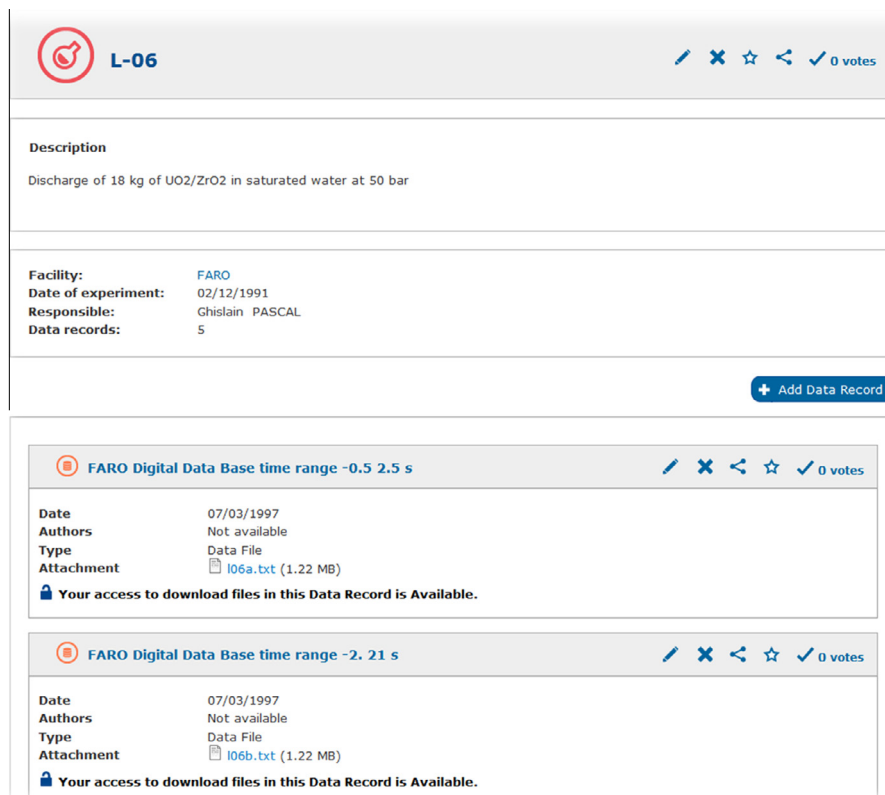 L-06
0 votes
Description
Discharge of 18 kg of UO2/ZrO2 in saturated water at 50 bar
Facility: FARO
Date of experiment: 02/12/1991
Responsible: Ghislain PASCAL
Data records: 5
Add Data Record
FARO Digital Data Base time range -0.5 2.5 s 0 votes
Date 07/03/1997
Authors Not available
Type Data File
Attachment l06a.txt (1.22 MB)
Your access to download files in this Data Record is Available.
FARO Digital Data Base time range -2. 21 s 0 votes
Date 07/03/1997
Authors Not available
Type Data File
Attachment l06b.txt (1.22 MB)
Your access to download files in this Data Record is Available.